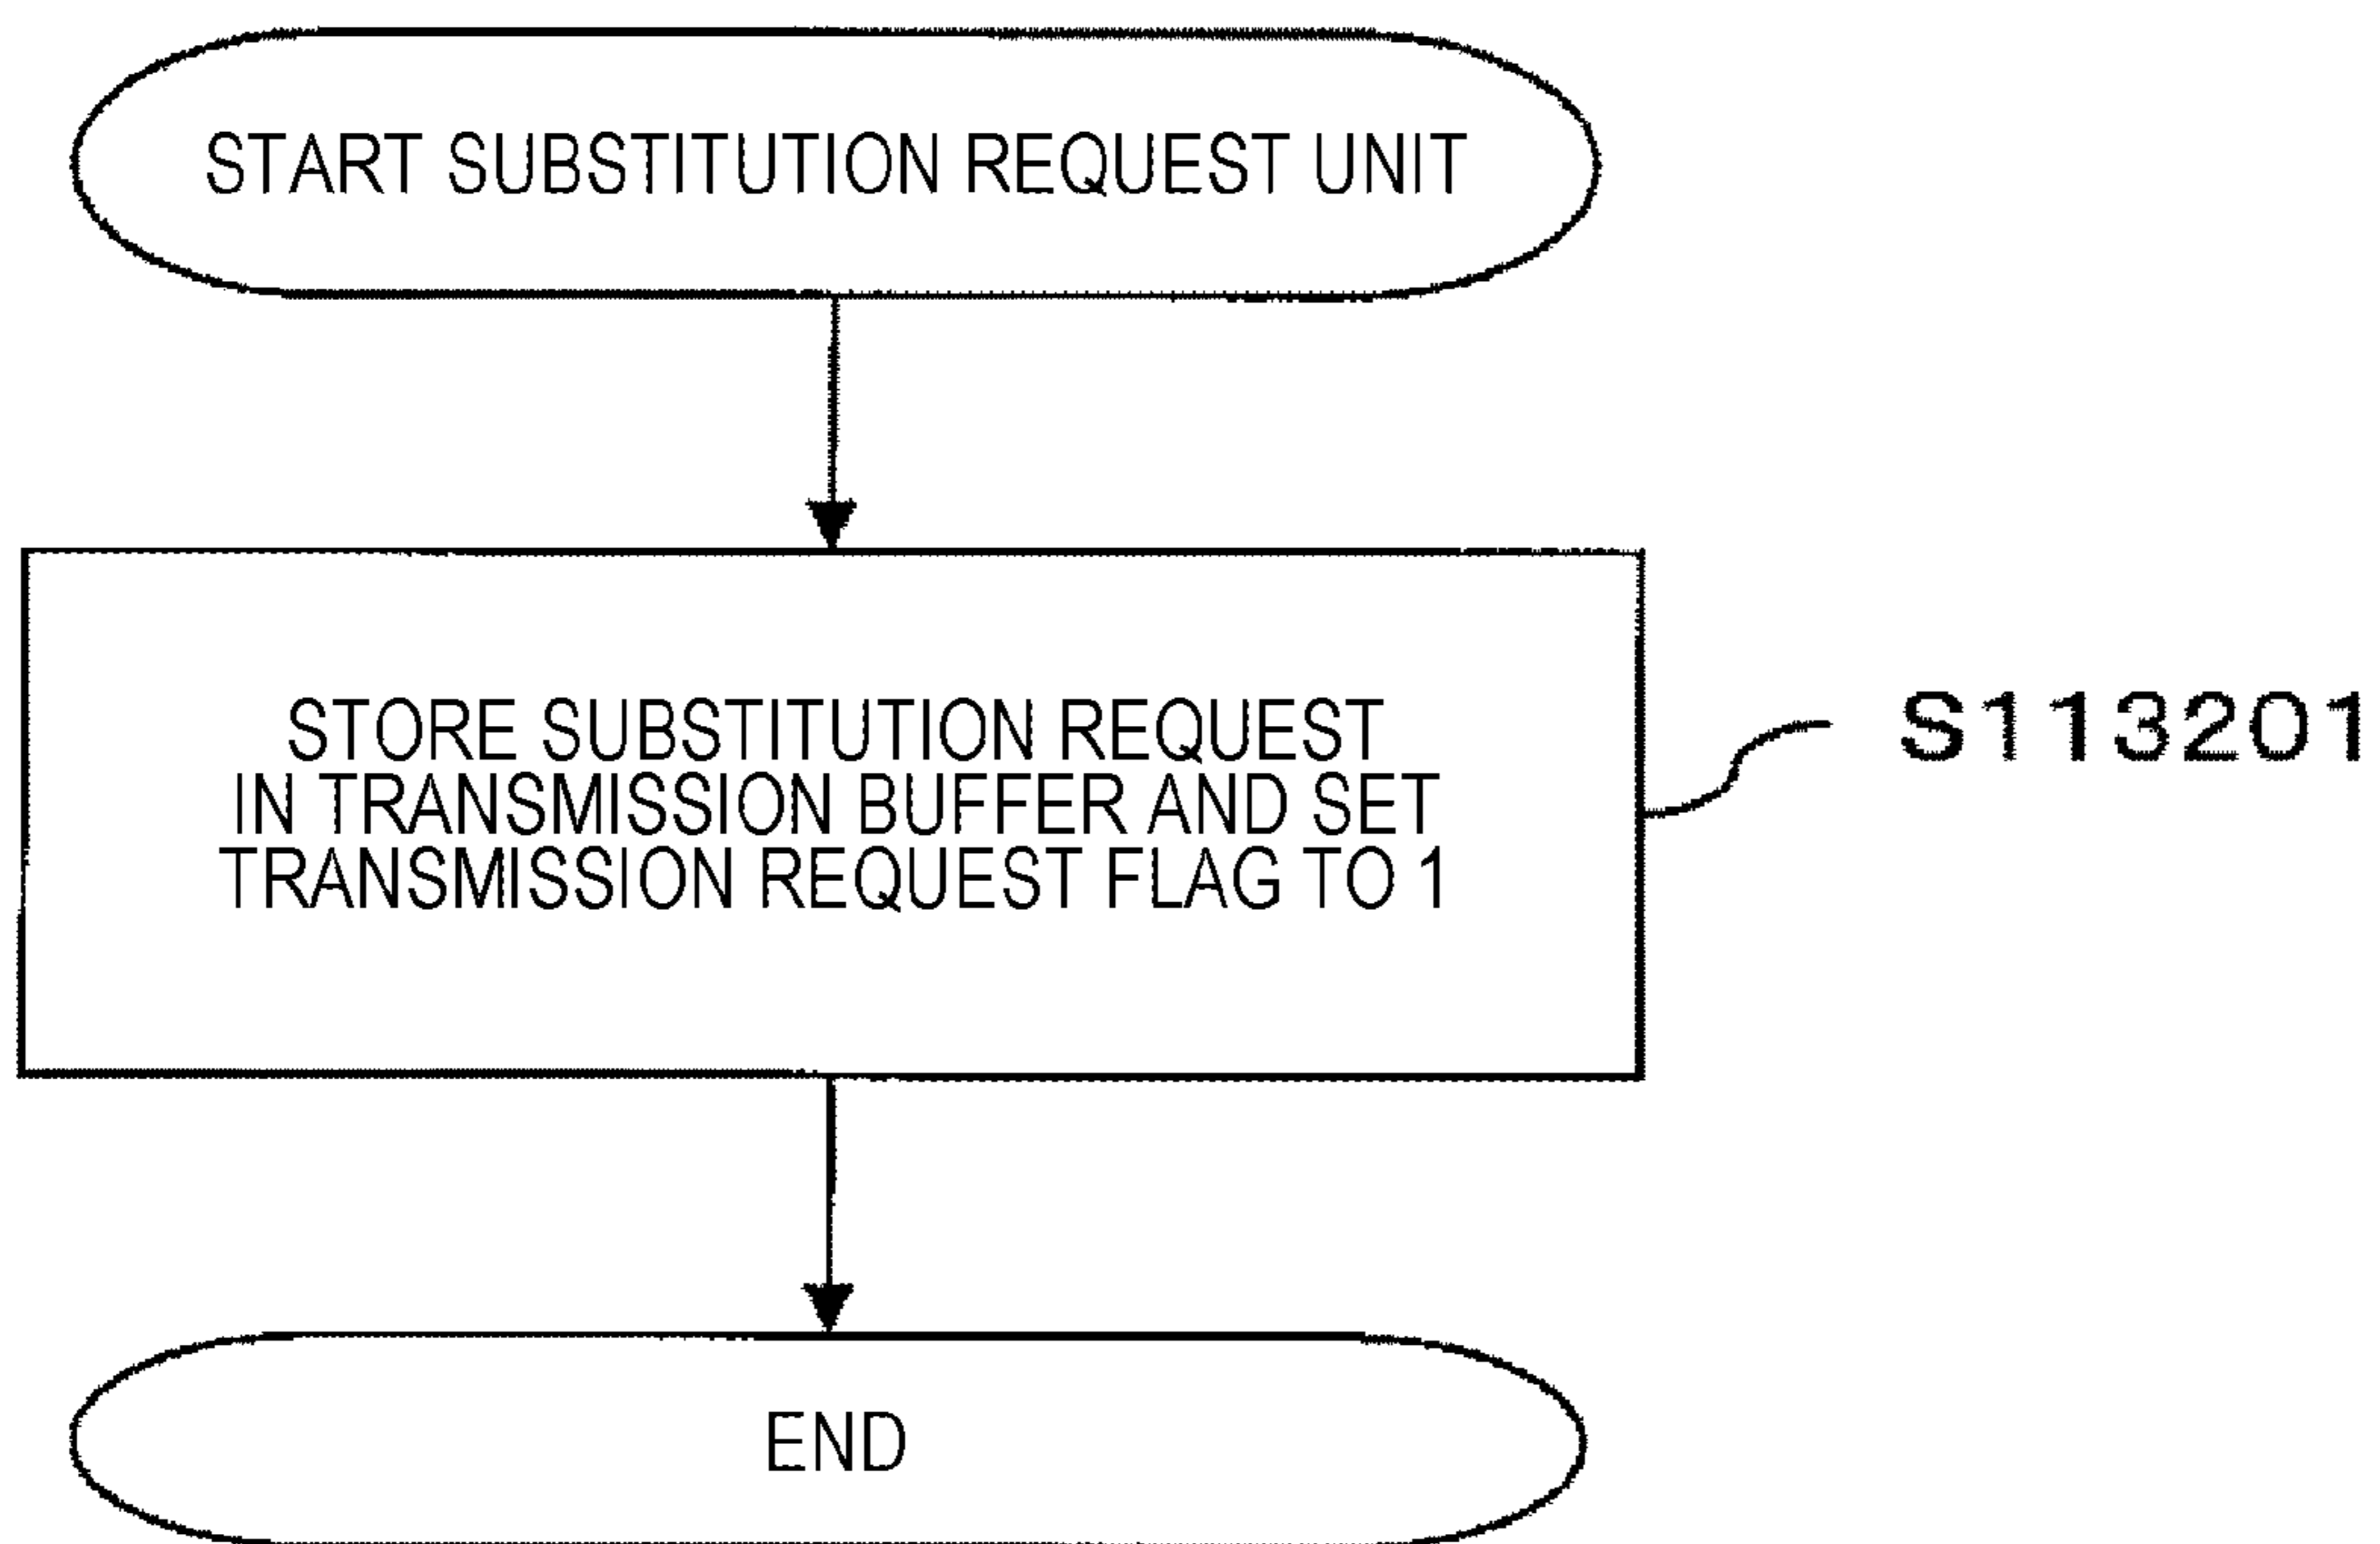 START SUBSTITUTION REQUEST UNIT
STORE SUBSTITUTION REQUEST
IN TRANSMISSION BUFFER AND SET
TRANSMISSION REQUEST FLAG TO 1
S113201
END